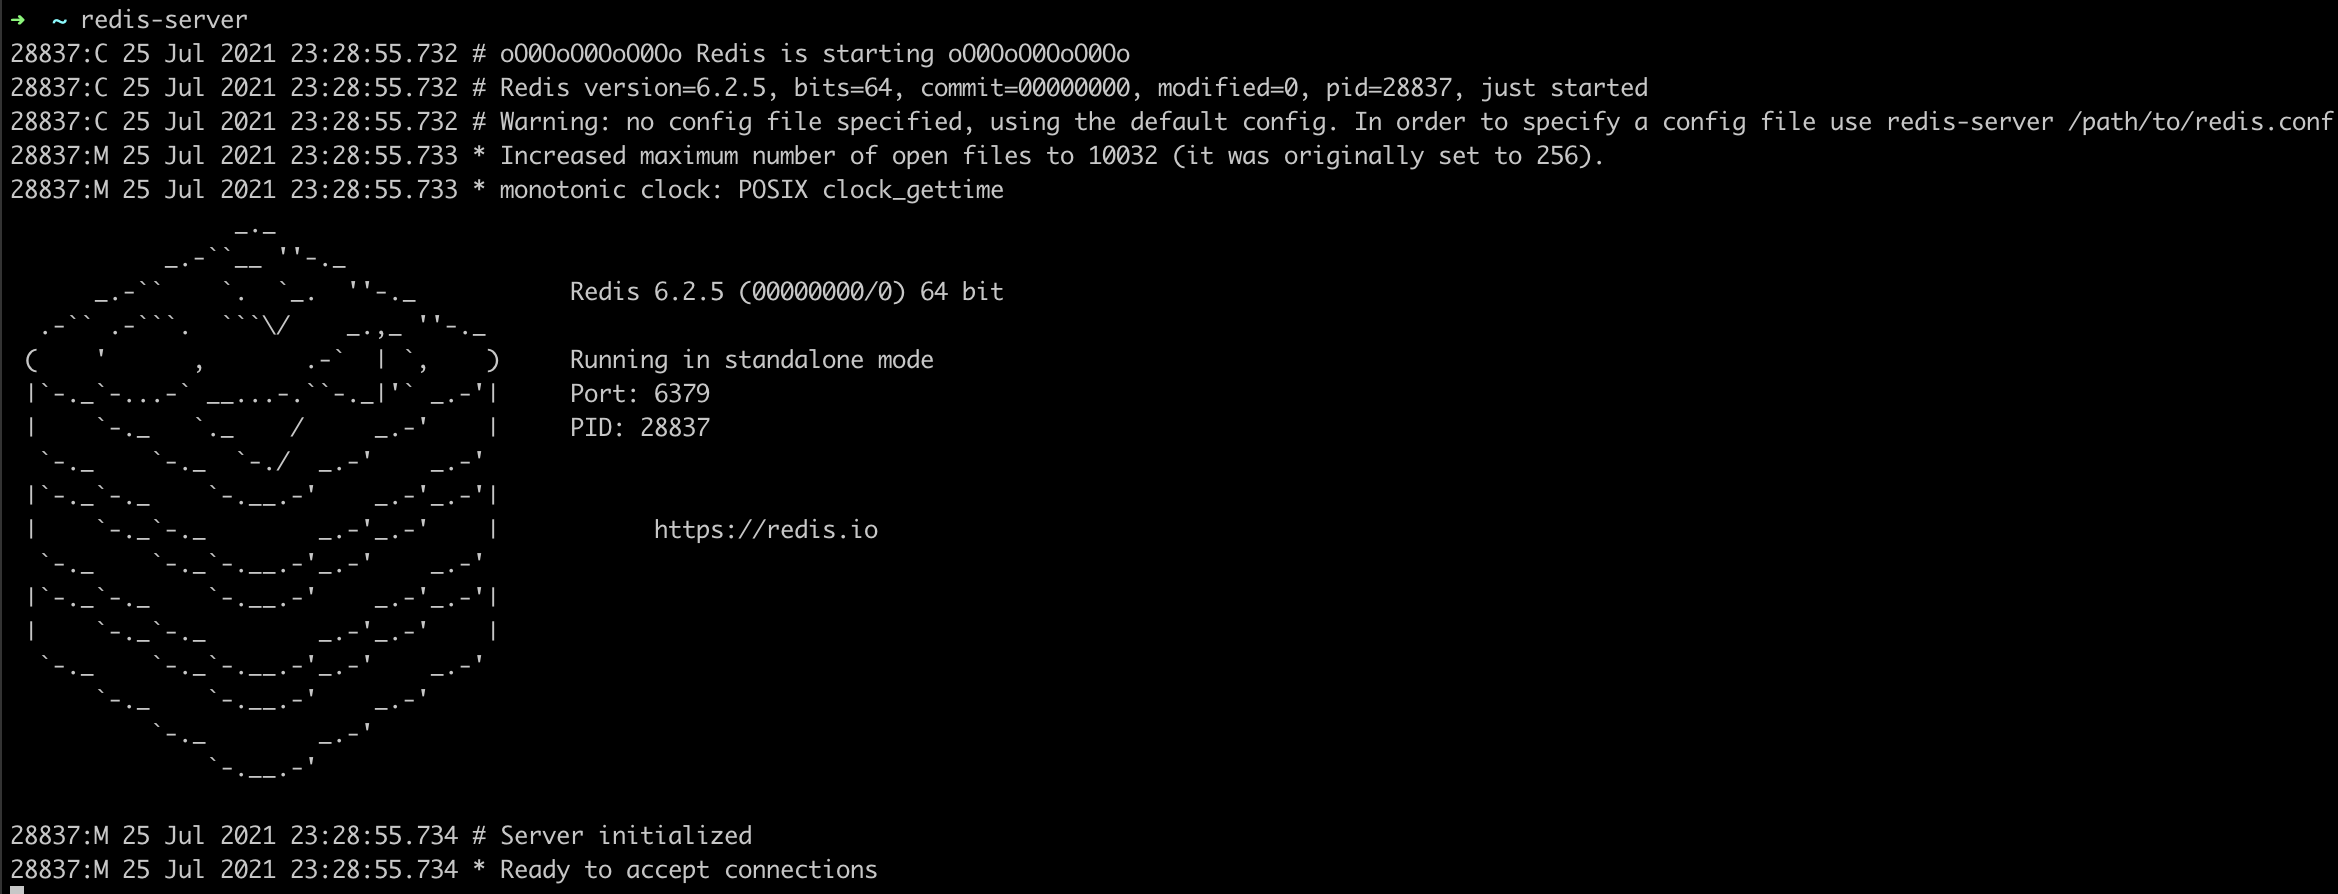 ➜  ~ redis-server
28837:C 25 Jul 2021 23:28:55.732 # oO0OoO0OoO0Oo Redis is starting oO0OoO0OoO0Oo
28837:C 25 Jul 2021 23:28:55.732 # Redis version=6.2.5, bits=64, commit=00000000, modified=0, pid=28837, just started
28837:C 25 Jul 2021 23:28:55.732 # Warning: no config file specified, using the default config. In order to specify a config file use redis-server /path/to/redis.conf
28837:M 25 Jul 2021 23:28:55.733 * Increased maximum number of open files to 10032 (it was originally set to 256).
28837:M 25 Jul 2021 23:28:55.733 * monotonic clock: POSIX clock_gettime
Redis 6.2.5 (00000000/0) 64 bit
Running in standalone mode
Port: 6379
PID: 28837
https://redis.io
28837:M 25 Jul 2021 23:28:55.734 # Server initialized
28837:M 25 Jul 2021 23:28:55.734 * Ready to accept connections